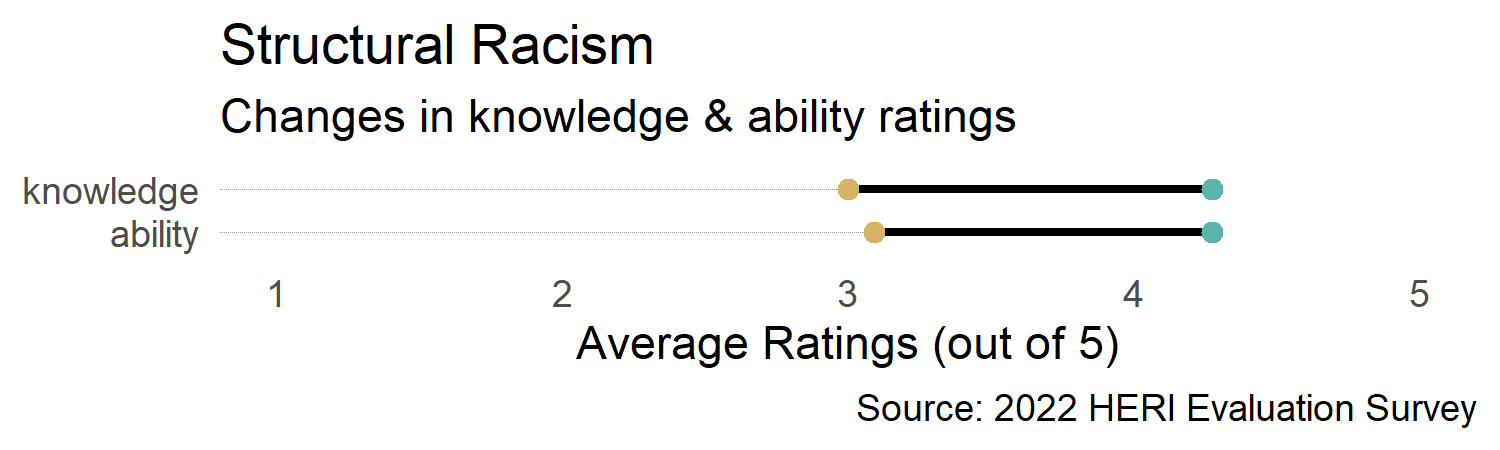 Structural Racism
Changes in knowledge & ability ratings
knowledge
ability
1 2 3 4 5
Average Ratings (out of 5)
Source: 2022 HERI Evaluation Survey